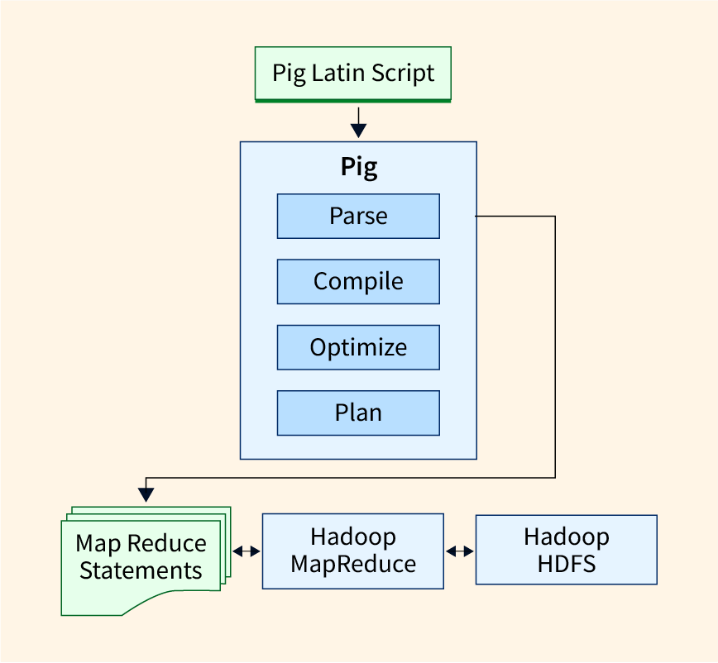 Pig Latin Script
Pig
Parse
Compile
Optimize
Plan
Map Reduce
Statements
Hadoop
MapReduce
Hadoop
HDFS